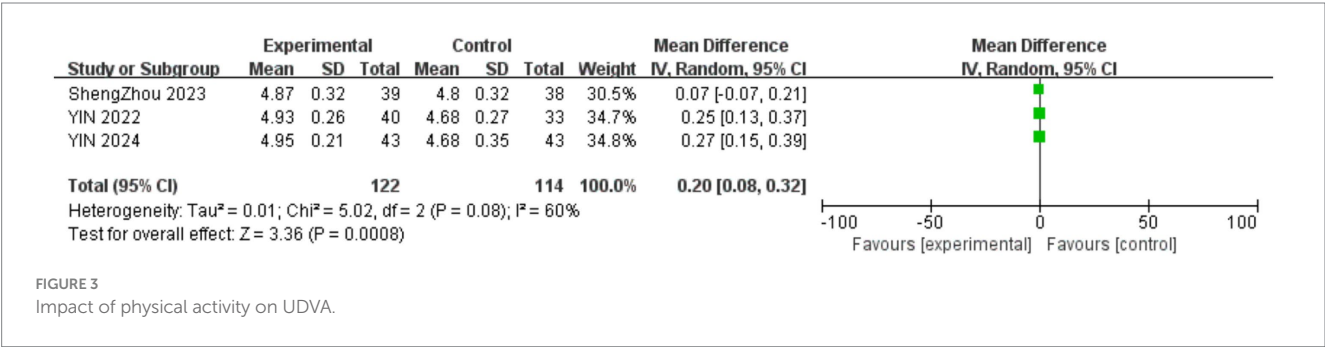 Experimental Control Mean Difference Mean Difference
Study or Subgroup Mean SD Total Mean SD Total Weight IV, Random, 95% CI IV, Random, 95% CI
ShengZhou 2023 4.87 0.32 39 4.8 0.32 38 30.5% 0.07 [-0.07, 0.21]
YIN 2022 4.93 0.26 40 4.68 0.27 33 34.7% 0.25 [0.13, 0.37]
YIN 2024 4.95 0.21 43 4.68 0.35 43 34.8% 0.27 [0.15, 0.39]
Total (95% CI) 122 114 100.0% 0.20 [0.08, 0.32]
Heterogeneity: Tau² = 0.01; Chi² = 5.02, df = 2 (P = 0.08); I² = 60%
Test for overall effect: Z = 3.36 (P = 0.0008)
-100 -50 0 50 100
Favours [experimental] Favours [control]
FIGURE 3
Impact of physical activity on UDVA.